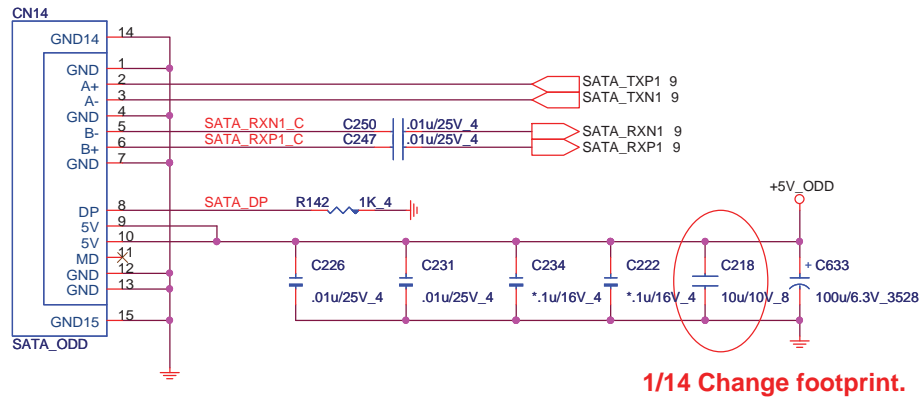 CN14
GND14 14
GND 1
A+ 2 SATA_TXP1 9
A- 3 SATA_TXN1 9
GND 4
B- 5 SATA_RXN1_C C250 .01u/25V_4 SATA_RXN1 9
B+ 6 SATA_RXP1_C C247 .01u/25V_4 SATA_RXP1 9
GND 7
+5V_ODD
DP 8 SATA_DP R142 1K_4
5V 9
5V 10
MD 11
GND 12
GND 13
C226 C231 C234 C222 C218 + C633
.01u/25V_4 .01u/25V_4 *.1u/16V_4 *.1u/16V_4 10u/10V_8 100u/6.3V_3528
GND15 15
SATA_ODD
1/14 Change footprint.